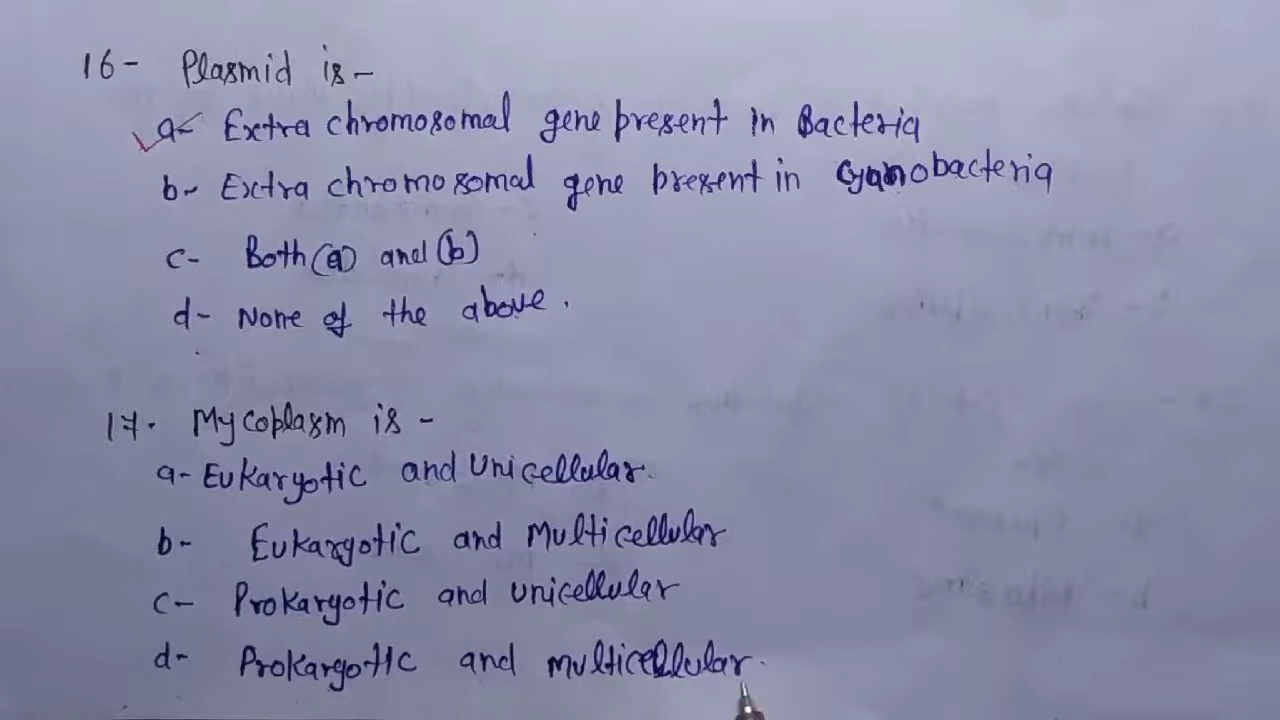 16- Plasmid is-
a- Extra chromosomal gene present in Bacteria
b- Extra chromosomal gene present in Cyanobacteria
c- Both (a) and (b)
d- None of the above.
17. Mycoplasm is -
a- Eukaryotic and Unicellular.
b- Eukaryotic and Multicellular
c- Prokaryotic and unicellular
d- Prokaryotic and multicellular.